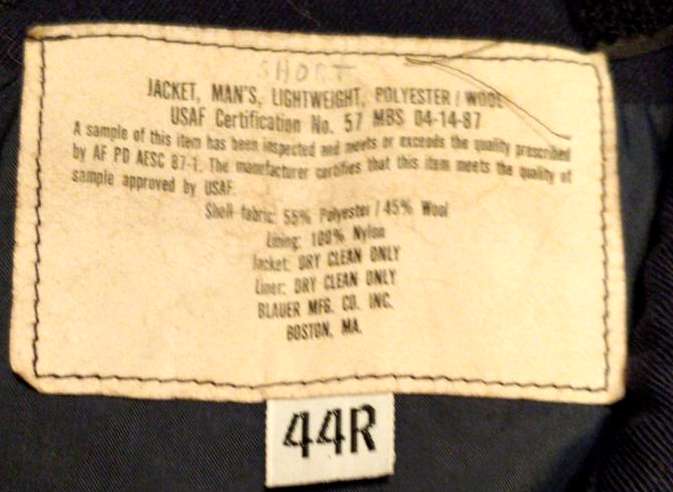 SHORT
JACKET, MAN'S, LIGHTWEIGHT, POLYESTER / WOOL
USAF Certification No. 57 MBS 04-14-87
A sample of this item has been inspected and meets or exceeds the quality prescribed
by AF PD AESC 87-1. The manufacturer certifies that this item meets the quality of
sample approved by USAF.
Shell fabric: 55% Polyester / 45% Wool
Lining: 100% Nylon
Jacket: DRY CLEAN ONLY
Liner: DRY CLEAN ONLY
BLAUER MFG. CO. INC.
BOSTON, MA.
44R